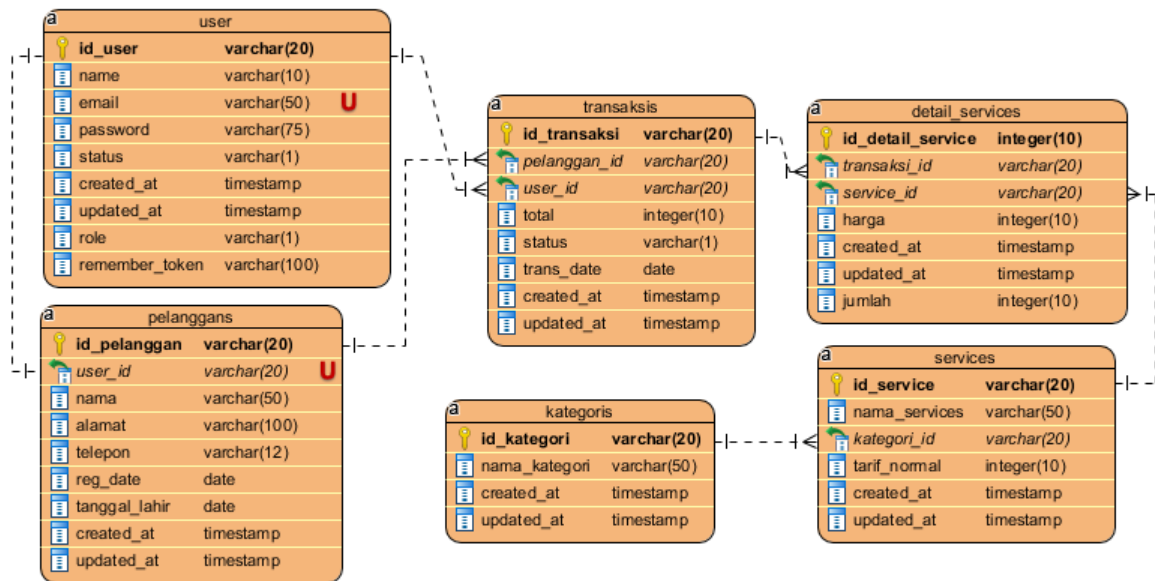 a
user
id_user varchar(20)
name varchar(10)
email varchar(50) U
password varchar(75)
status varchar(1)
created_at timestamp
updated_at timestamp
role varchar(1)
remember_token varchar(100)
a
pelanggans
id_pelanggan varchar(20)
user_id varchar(20) U
nama varchar(50)
alamat varchar(100)
telepon varchar(12)
reg_date date
tanggal_lahir date
created_at timestamp
updated_at timestamp
a
transaksis
id_transaksi varchar(20)
pelanggan_id varchar(20)
user_id varchar(20)
total integer(10)
status varchar(1)
trans_date date
created_at timestamp
updated_at timestamp
a
kategoris
id_kategori varchar(20)
nama_kategori varchar(50)
created_at timestamp
updated_at timestamp
a
detail_services
id_detail_service integer(10)
transaksi_id varchar(20)
service_id varchar(20)
harga integer(10)
created_at timestamp
updated_at timestamp
jumlah integer(10)
a
services
id_service varchar(20)
nama_services varchar(50)
kategori_id varchar(20)
tarif_normal integer(10)
created_at timestamp
updated_at timestamp